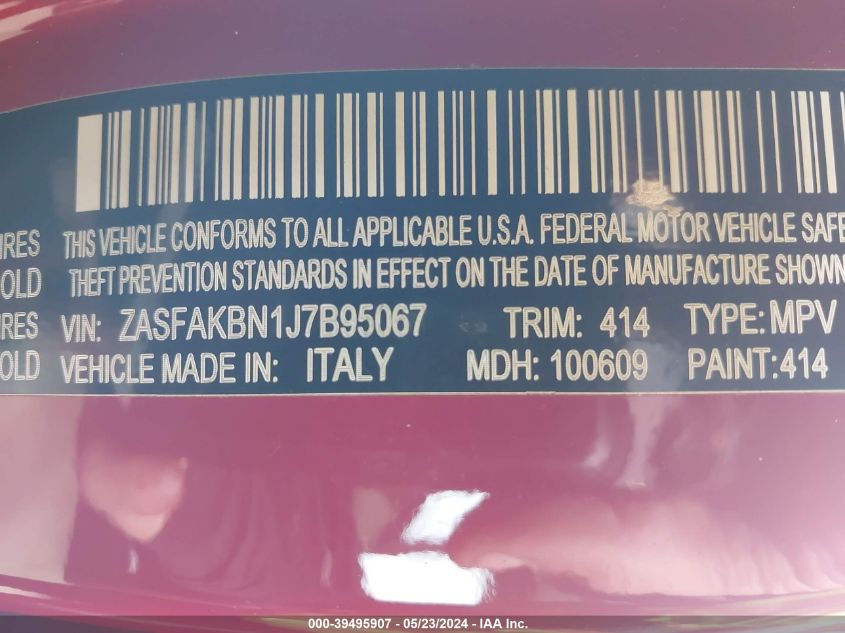 THIS VEHICLE CONFORMS TO ALL APPLICABLE U.S.A. FEDERAL MOTOR VEHICLE SAFE
IRES
THEFT PREVENTION STANDARDS IN EFFECT ON THE DATE OF MANUFACTURE SHOWN
OLD
IRES VIN: ZASFAKBN1J7B95067 TRIM: 414 TYPE: MPV
OLD VEHICLE MADE IN: ITALY MDH: 100609 PAINT: 414
000-39495907 / 05/23/2024 - IAA Inc.